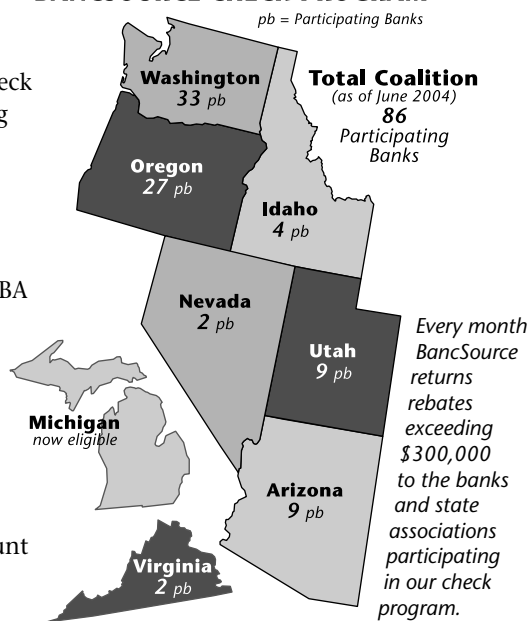 pb = Participating Banks
Washington
33 pb
Total Coalition
(as of June 2004)
86
Participating
Banks
Oregon
27 pb
Idaho
4 pb
Nevada
2 pb
Utah
9 pb
Every month
BancSource
returns
rebates
exceeding
$300,000
to the banks
and state
associations
participating
in our check
program.
Michigan
now eligible
Arizona
9 pb
Virginia
2 pb
eck
g
BA
unt